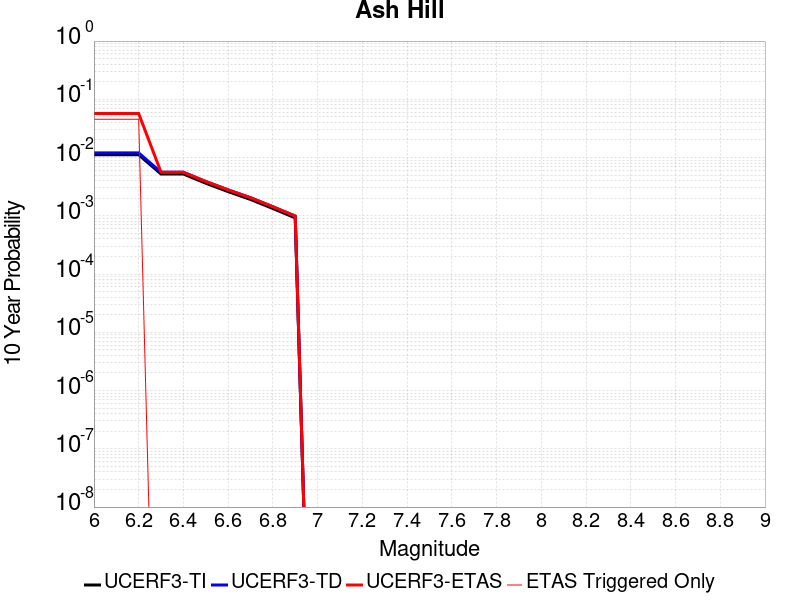 Ash Hill
10 Year Probability
10^0
10^-1
10^-2
10^-3
10^-4
10^-5
10^-6
10^-7
10^-8
6 6.2 6.4 6.6 6.8 7 7.2 7.4 7.6 7.8 8 8.2 8.4 8.6 8.8 9
Magnitude
UCERF3-TI UCERF3-TD UCERF3-ETAS ETAS Triggered Only